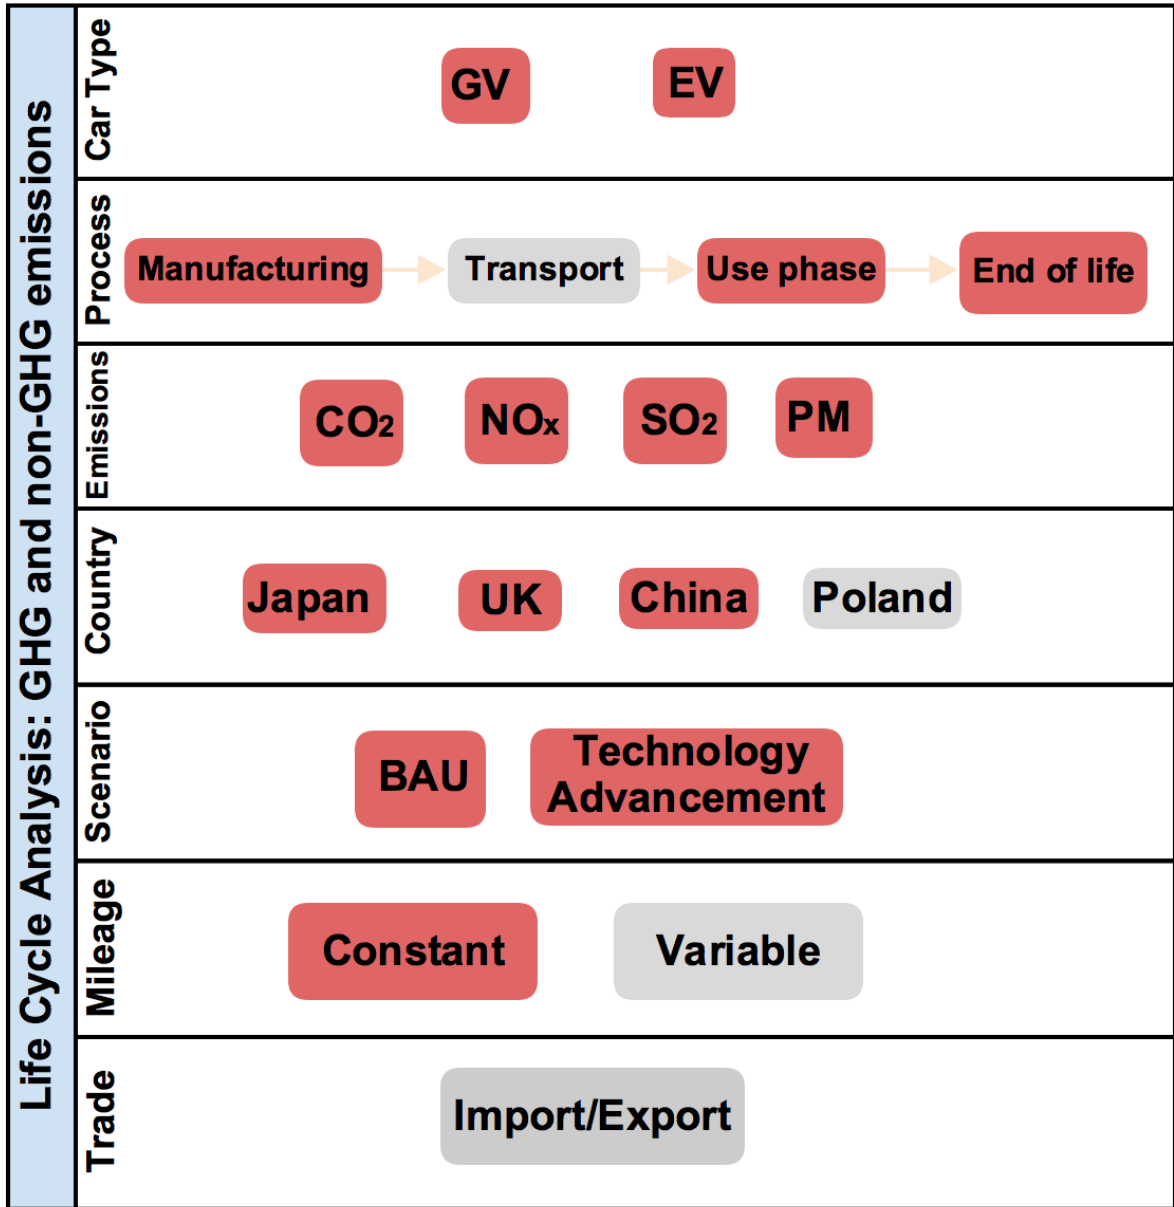 Life Cycle Analysis: GHG and non-GHG emissions
Car Type
GV
EV
Process
Manufacturing
Transport
Use phase
End of life
Emissions
CO₂
NOₓ
SO₂
PM
Country
Japan
UK
China
Poland
Scenario
BAU
Technology
Advancement
Mileage
Constant
Variable
Trade
Import/Export